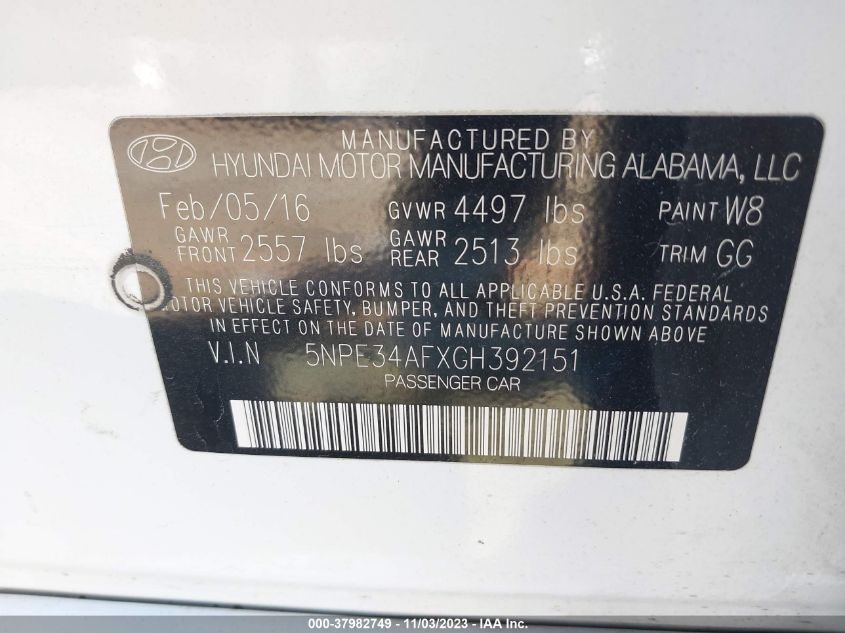 MANUFACTURED BY
HYUNDAI MOTOR MANUFACTURING ALABAMA, LLC
Feb/05/16 GVWR 4497 lbs PAINT W8
GAWR FRONT 2557 lbs GAWR REAR 2513 lbs TRIM GG
THIS VEHICLE CONFORMS TO ALL APPLICABLE U.S.A. FEDERAL
MOTOR VEHICLE SAFETY, BUMPER, AND THEFT PREVENTION STANDARDS
IN EFFECT ON THE DATE OF MANUFACTURE SHOWN ABOVE
V.I.N 5NPE34AFXGH392151
PASSENGER CAR
000-37982749 - 11/03/2023 - IAA Inc.